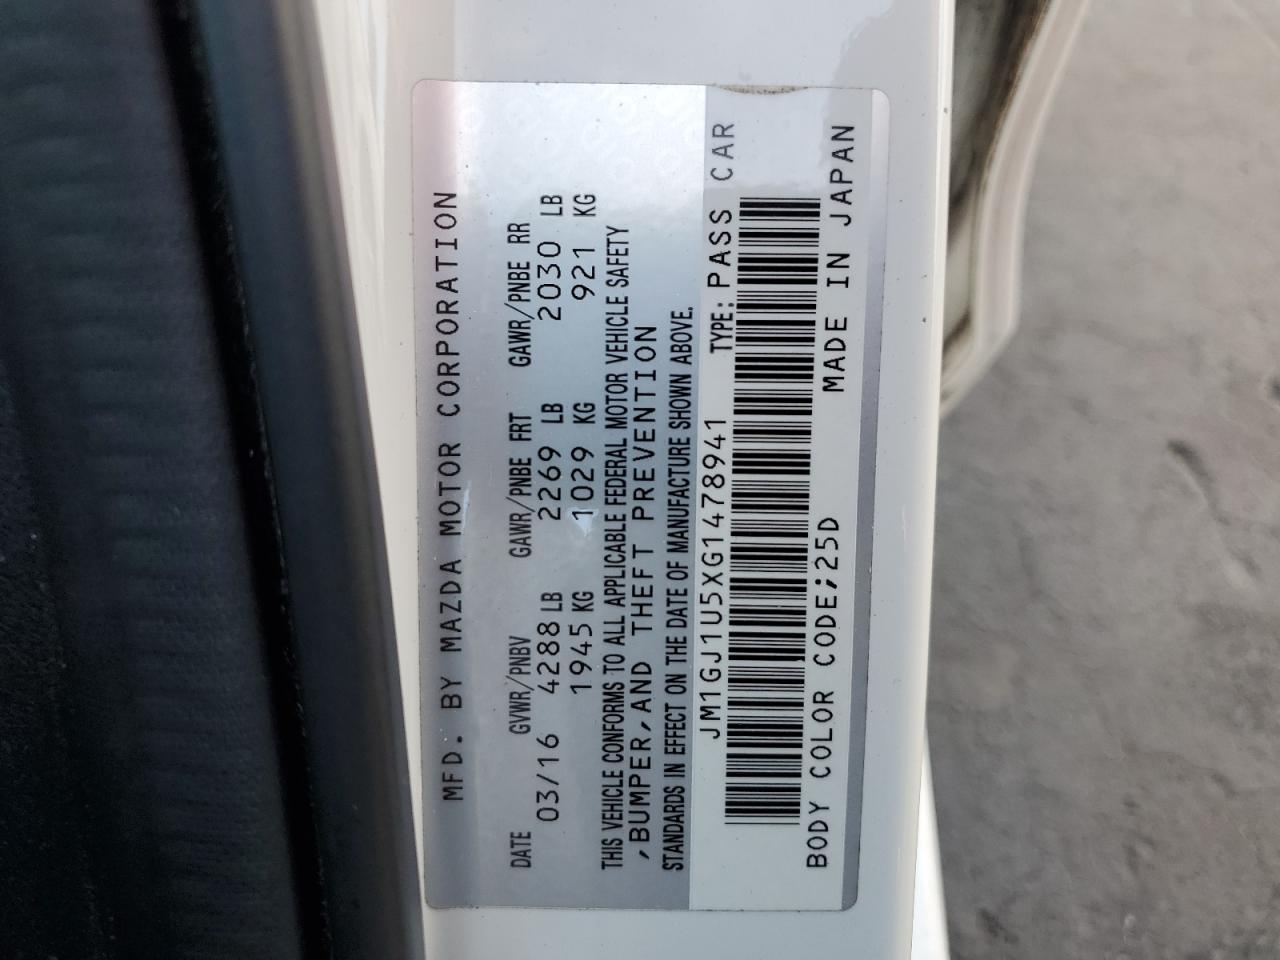 MFD. BY MAZDA MOTOR CORPORATION
DATE GVWR/PNBV GAWR/PNBE FRT GAWR/PNBE RR
03/16 4288 LB 2269 LB 2030 LB
1945 KG 1029 KG 921 KG
THIS VEHICLE CONFORMS TO ALL APPLICABLE FEDERAL MOTOR VEHICLE SAFETY
,BUMPER,AND THEFT PREVENTION
STANDARDS IN EFFECT ON THE DATE OF MANUFACTURE SHOWN ABOVE.
JM1GJ1U5XG1478941 TYPE: PASS CAR
BODY COLOR CODE;25D MADE IN JAPAN